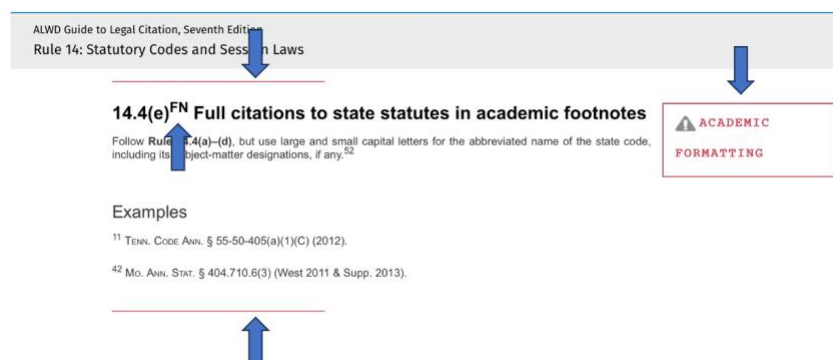 ALWD Guide to Legal Citation, Seventh Edition
Rule 14: Statutory Codes and Session Laws
14.4(e)FN Full citations to state statutes in academic footnotes
ACADEMIC
FORMATTING
Follow Rule 14.4(a)–(d), but use large and small capital letters for the abbreviated name of the state code,
including its subject-matter designations, if any.52
Examples
11 TENN. CODE ANN. § 55-50-405(a)(1)(C) (2012).
42 MO. ANN. STAT. § 404.710.6(3) (West 2011 & Supp. 2013).